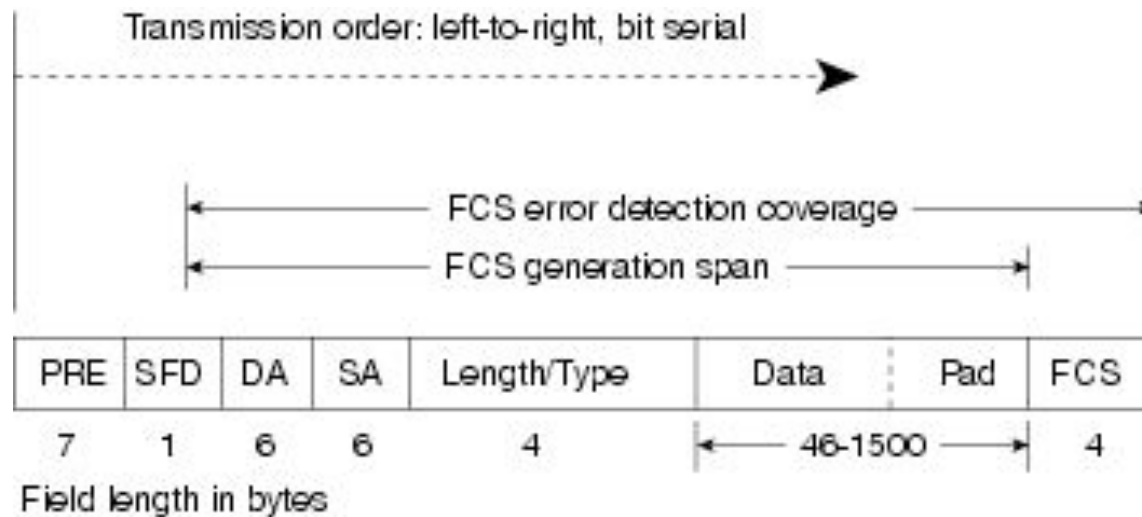 Transmission order: left-to-right, bit serial
FCS error detection coverage
FCS generation span
PRE SFD DA SA Length/Type Data Pad FCS
7 1 6 6 4 46-1500 4
Field length in bytes